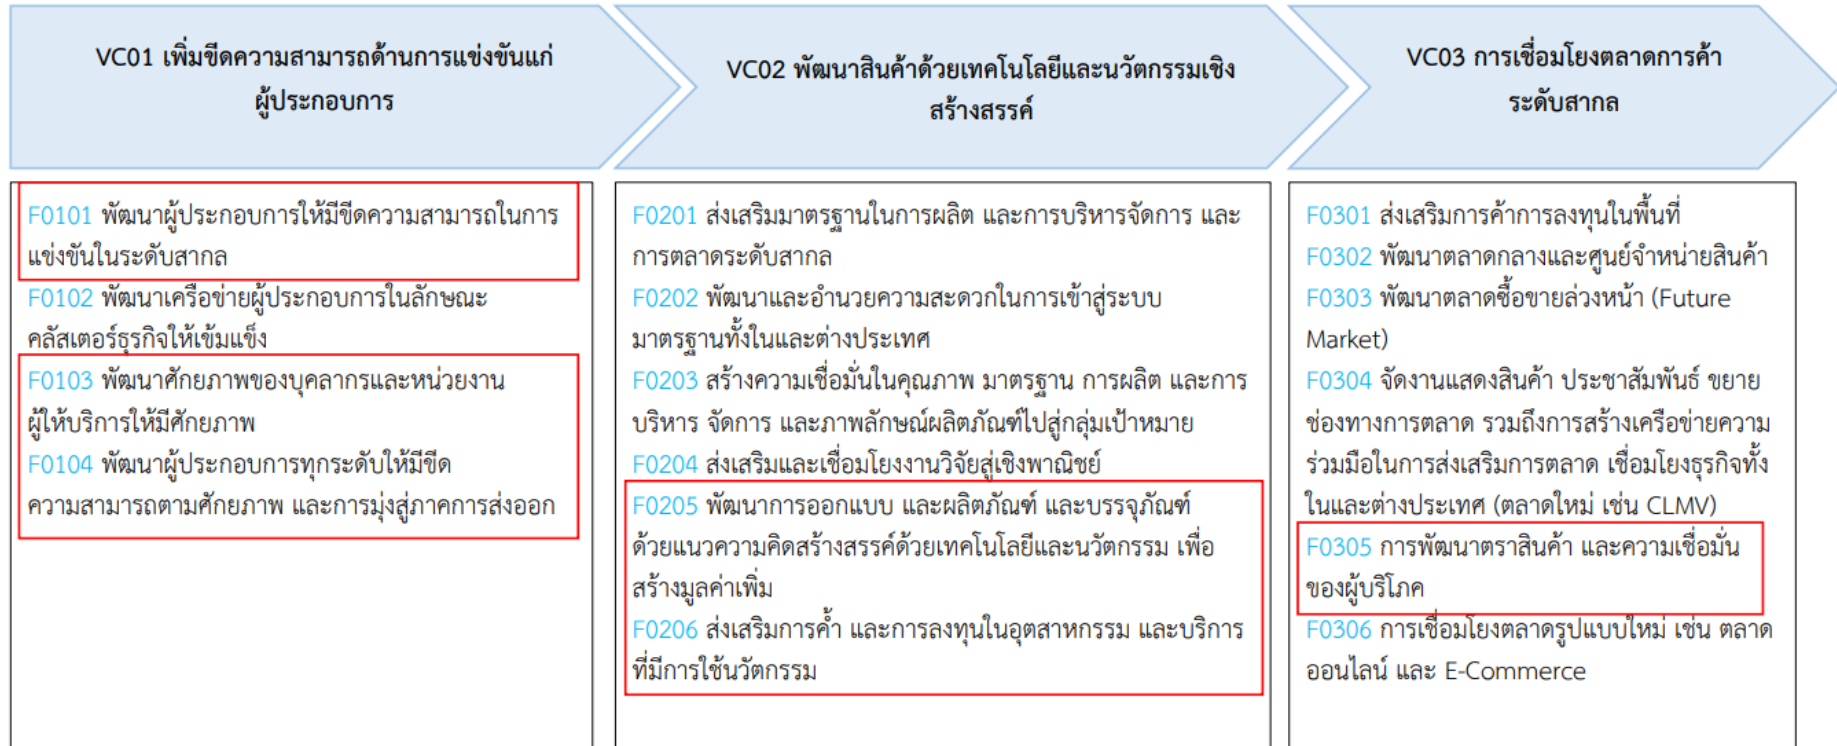 VC01 เพิ่มขีดความสามารถด้านการแข่งขันแก่
ผู้ประกอบการ
VC02 พัฒนาสินค้าด้วยเทคโนโลยีและนวัตกรรมเชิง
สร้างสรรค์
VC03 การเชื่อมโยงตลาดการค้า
ระดับสากล
F0101 พัฒนาผู้ประกอบการให้มีขีดความสามารถในการ
แข่งขันในระดับสากล
F0102 พัฒนาเครือข่ายผู้ประกอบการในลักษณะ
คลัสเตอร์ธุรกิจให้เข้มแข็ง
F0103 พัฒนาศักยภาพของบุคลากรและหน่วยงาน
ผู้ให้บริการให้มีศักยภาพ
F0104 พัฒนาผู้ประกอบการทุกระดับให้มีขีด
ความสามารถตามศักยภาพ และการมุ่งสู่ภาคการส่งออก
F0201 ส่งเสริมมาตรฐานในการผลิต และการบริหารจัดการ และ
การตลาดระดับสากล
F0202 พัฒนาและอำนวยความสะดวกในการเข้าสู่ระบบ
มาตรฐานทั้งในและต่างประเทศ
F0203 สร้างความเชื่อมั่นในคุณภาพ มาตรฐาน การผลิต และการ
บริหาร จัดการ และภาพลักษณ์ผลิตภัณฑ์ไปสู่กลุ่มเป้าหมาย
F0204 ส่งเสริมและเชื่อมโยงงานวิจัยสู่เชิงพาณิชย์
F0205 พัฒนาการออกแบบ และผลิตภัณฑ์ และบรรจุภัณฑ์
ด้วยแนวความคิดสร้างสรรค์ด้วยเทคโนโลยีและนวัตกรรม เพื่อ
สร้างมูลค่าเพิ่ม
F0206 ส่งเสริมการค้ำ และการลงทุนในอุตสาหกรรม และบริการ
ที่มีการใช้นวัตกรรม
F0301 ส่งเสริมการค้าการลงทุนในพื้นที่
F0302 พัฒนาตลาดกลางและศูนย์จำหน่ายสินค้า
F0303 พัฒนาตลาดซื้อขายล่วงหน้า (Future
Market)
F0304 จัดงานแสดงสินค้า ประชาสัมพันธ์ ขยาย
ช่องทางการตลาด รวมถึงการสร้างเครือข่ายความ
ร่วมมือในการส่งเสริมการตลาด เชื่อมโยงธุรกิจทั้ง
ในและต่างประเทศ (ตลาดใหม่ เช่น CLMV)
F0305 การพัฒนาตราสินค้า และความเชื่อมั่น
ของผู้บริโภค
F0306 การเชื่อมโยงตลาดรูปแบบใหม่ เช่น ตลาด
ออนไลน์ และ E-Commerce